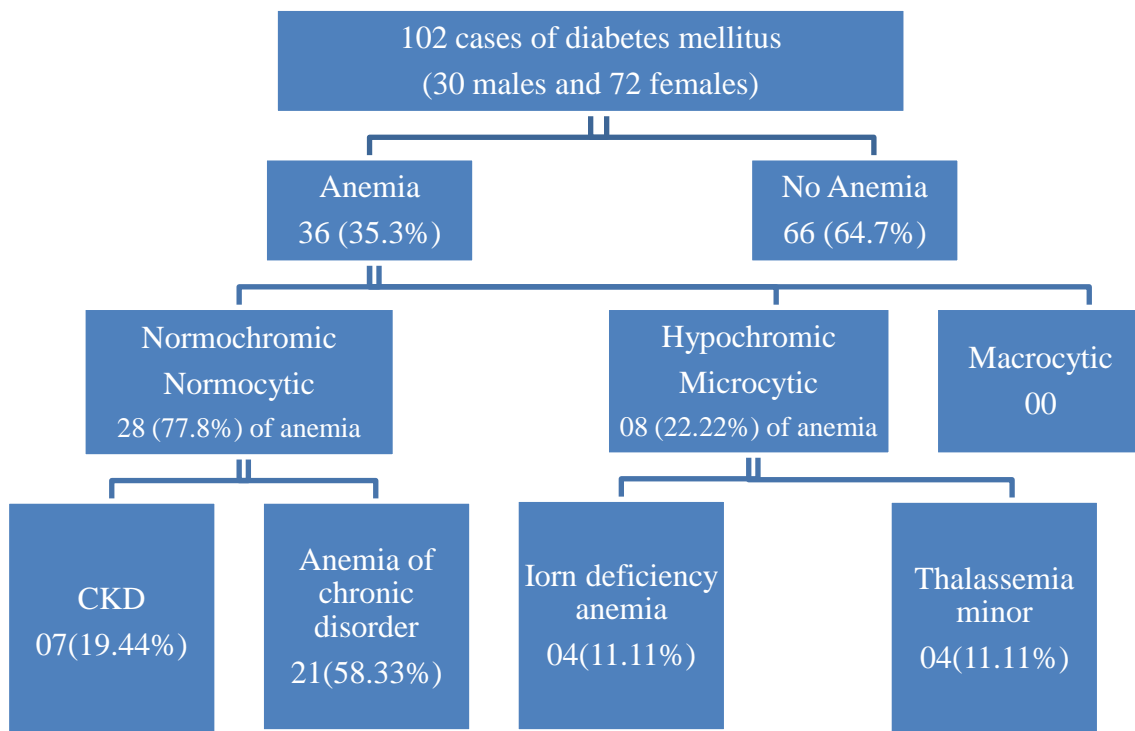 102 cases of diabetes mellitus
(30 males and 72 females)
Anemia
36 (35.3%)
No Anemia
66 (64.7%)
Normochromic
Normocytic
28 (77.8%) of anemia
Hypochromic
Microcytic
08 (22.22%) of anemia
Macrocytic
00
CKD
07(19.44%)
Anemia of
chronic
disorder
21(58.33%)
Iorn deficiency
anemia
04(11.11%)
Thalassemia
minor
04(11.11%)